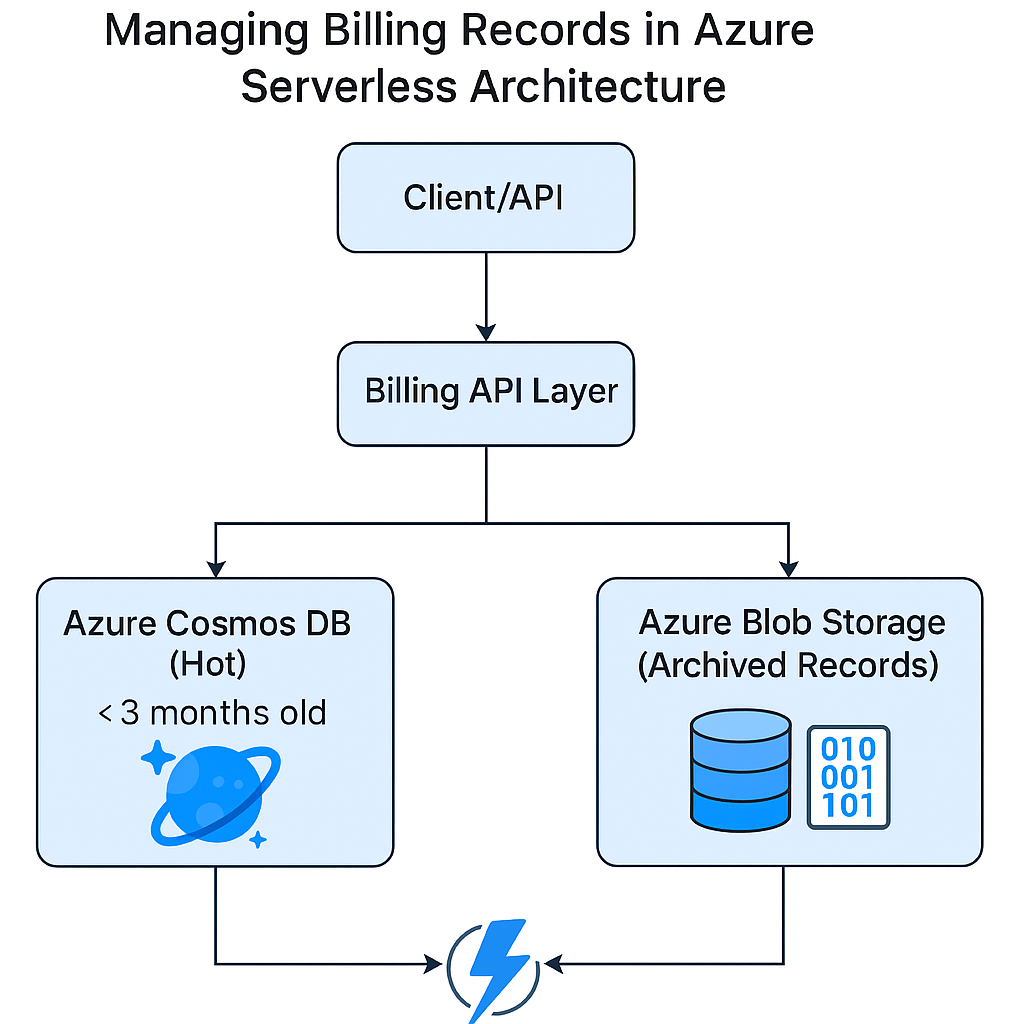 Managing Billing Records in Azure
Serverless Architecture
Client/API
Billing API Layer
Azure Cosmos DB
(Hot)
< 3 months old
Azure Blob Storage
(Archived Records)
010
001
101